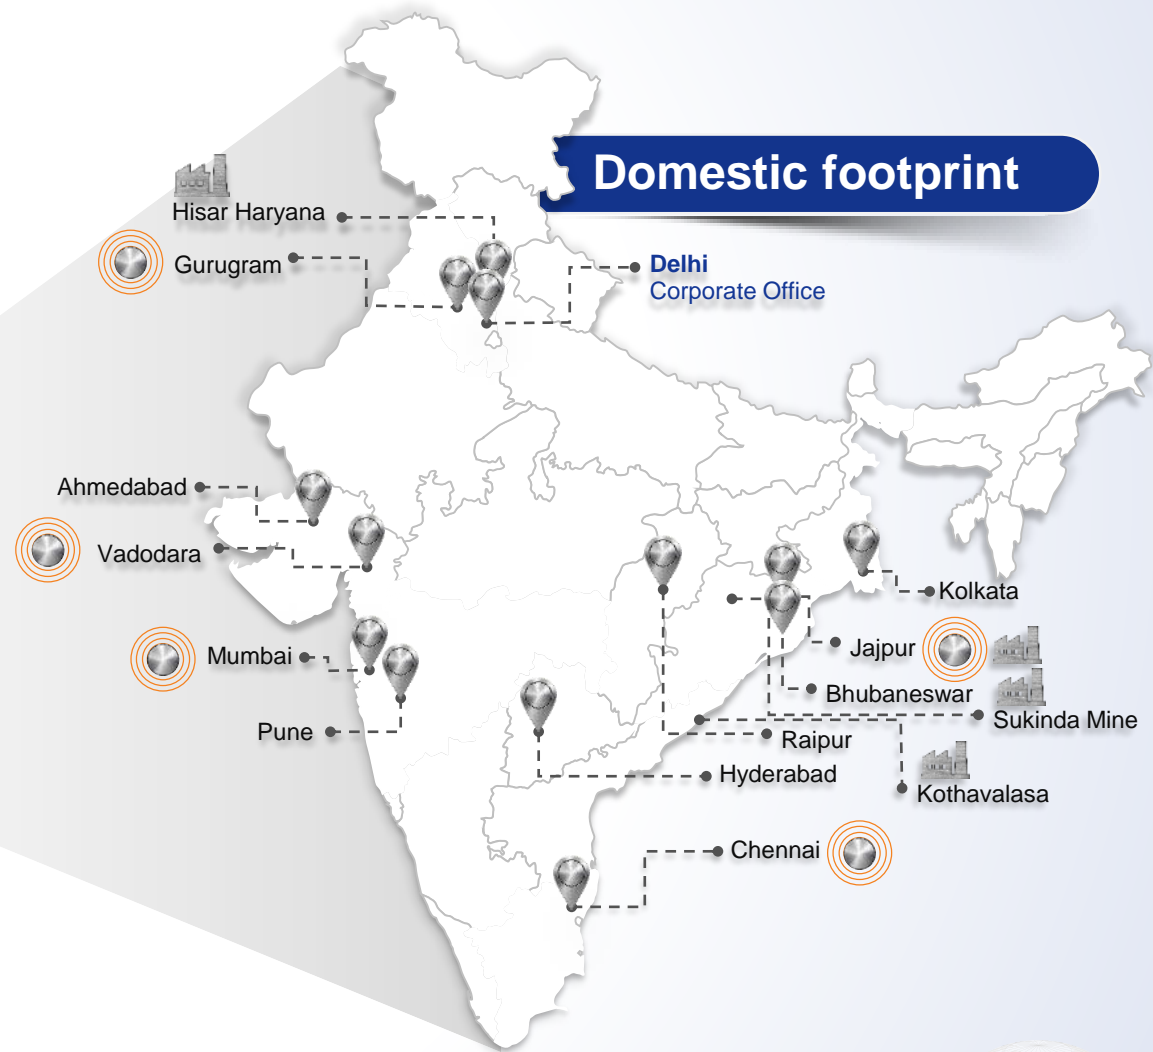 Domestic footprint
Hisar Haryana
Gurugram
Delhi
Corporate Office
Ahmedabad
Vadodara
Mumbai
Pune
Kolkata
Jajpur
Bhubaneswar
Sukinda Mine
Raipur
Hyderabad
Kothavalasa
Chennai